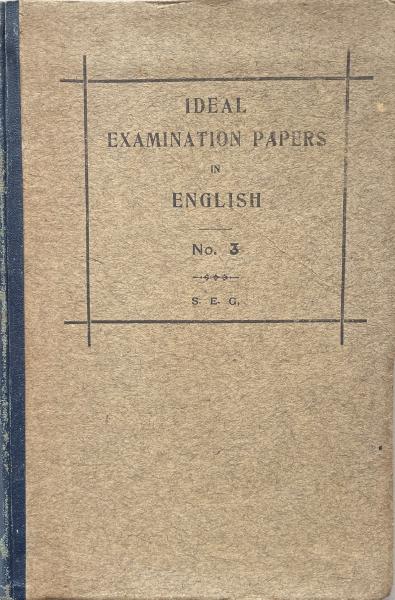 IDEAL
EXAMINATION PAPERS
IN
ENGLISH
No. 3
S. E. G.